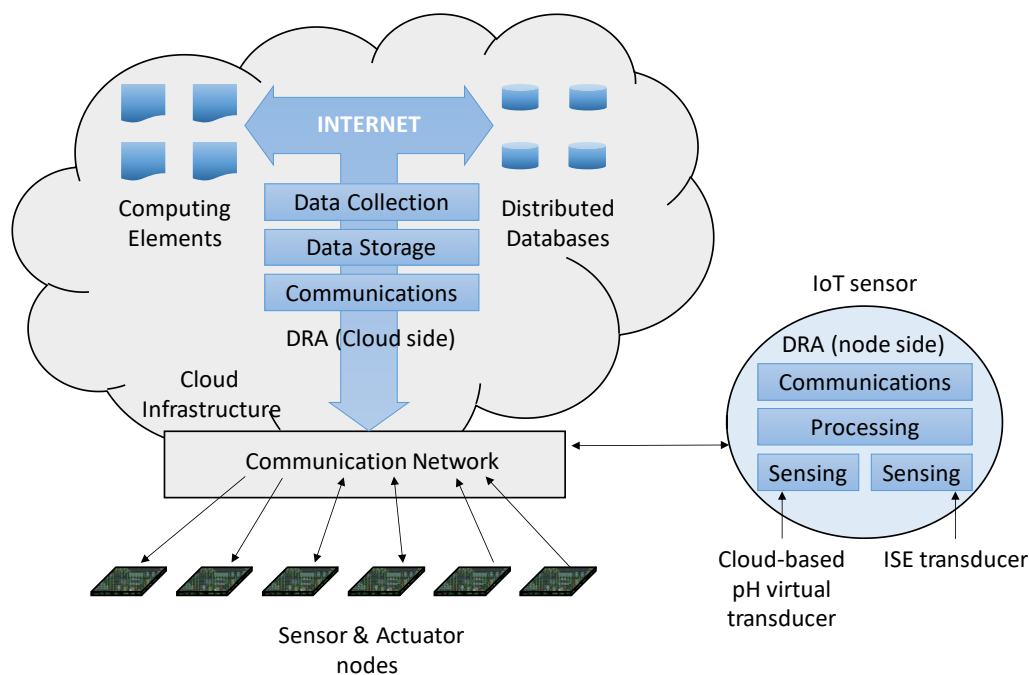 INTERNET
Computing
Elements
Data Collection
Data Storage
Communications
Distributed
Databases
DRA (Cloud side)
Cloud
Infrastructure
Communication Network
Sensor & Actuator
nodes
IoT sensor
DRA (node side)
Communications
Processing
Sensing
Sensing
Cloud-based
pH virtual
transducer
ISE transducer